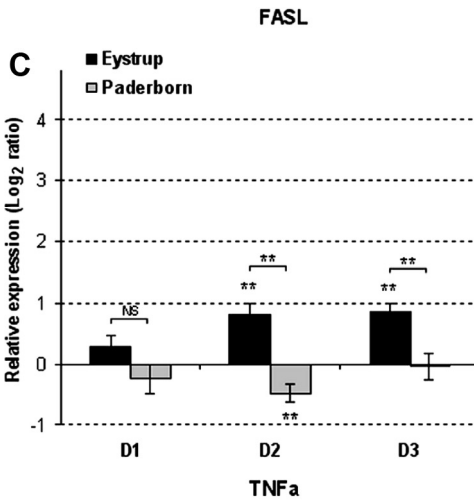 FASL
C
Eystrup
Paderborn
Relative expression (Log2 ratio)
4
3
2
1
0
-1
NS
**
**
**
**
**
D1 D2 D3
TNFa